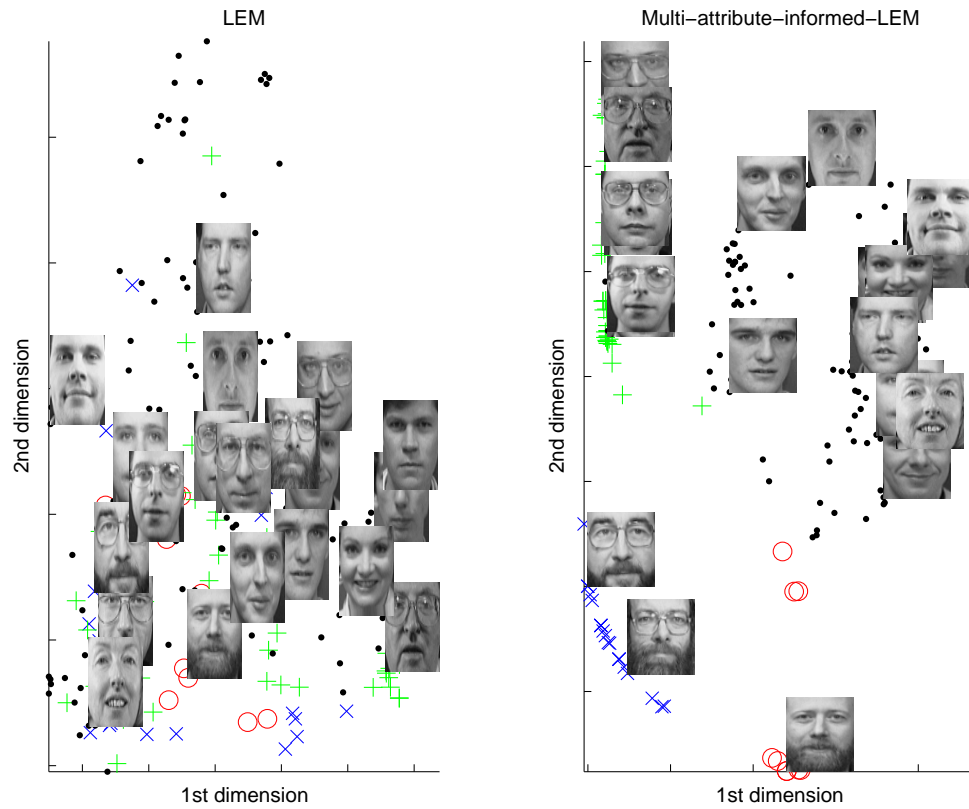 LEM
2nd dimension
1st dimension
Multi−attribute−informed−LEM
2nd dimension
1st dimension